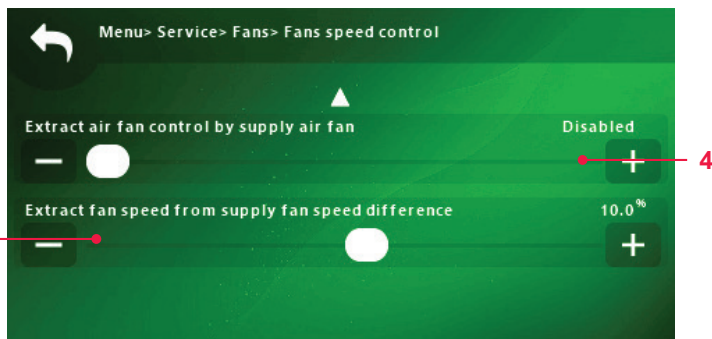 Menu> Service> Fans> Fans speed control
Extract air fan control by supply air fan Disabled
4
Extract fan speed from supply fan speed difference 10.0%